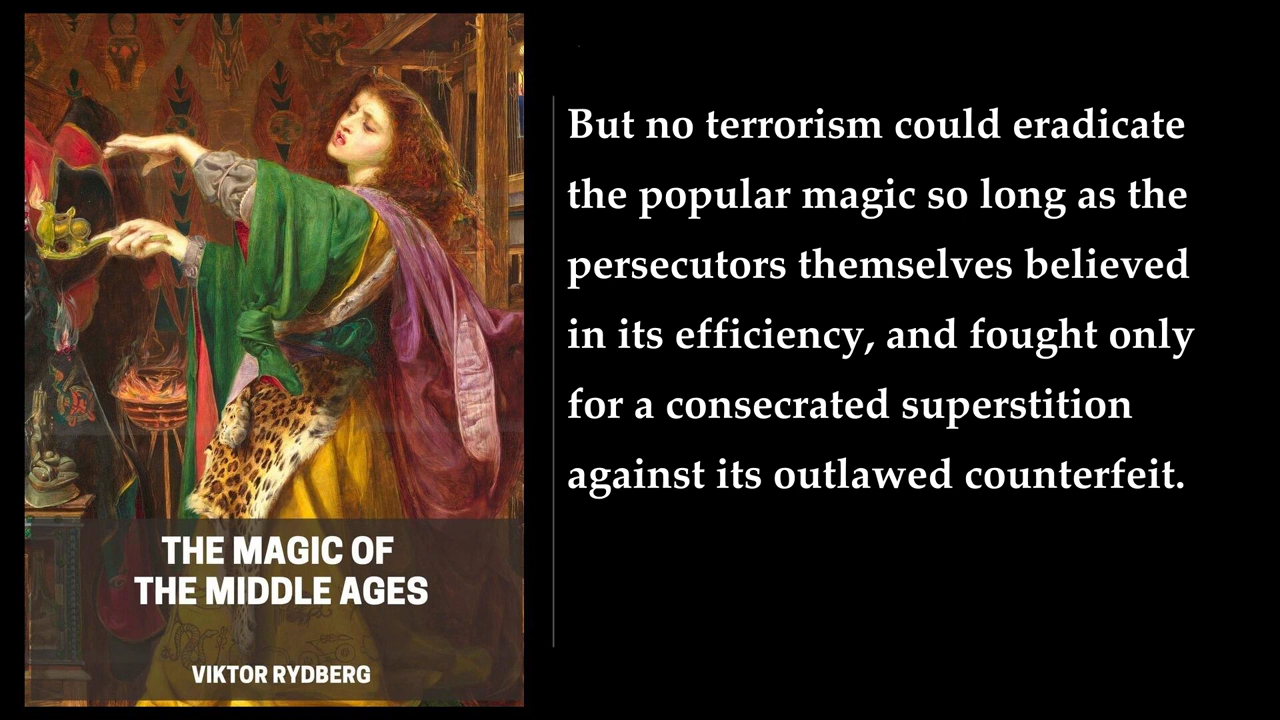 But no terrorism could eradicate
the popular magic so long as the
persecutors themselves believed
in its efficiency, and fought only
for a consecrated superstition
against its outlawed counterfeit.
THE MAGIC OF
THE MIDDLE AGES
VIKTOR RYDBERG